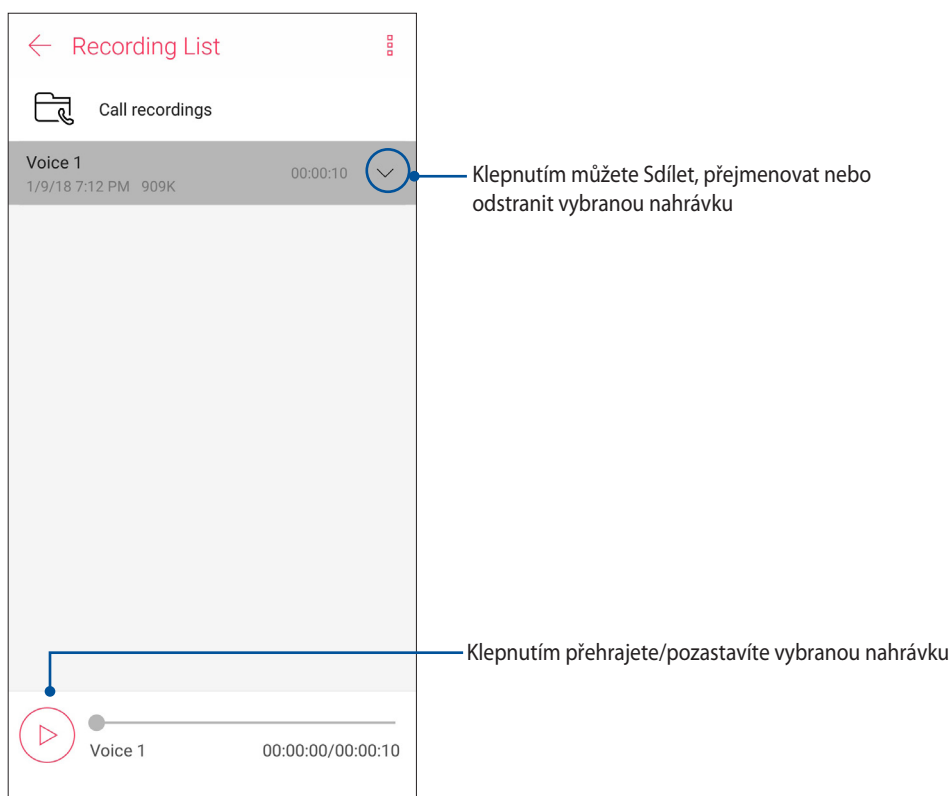 Recording List
Call recordings
Voice 1
1/9/18 7:12 PM 909K
00:00:10
Klepnutím můžete Sdílet, přejmenovat nebo
odstranit vybranou nahrávku
Klepnutím přehrajete/pozastavíte vybranou nahrávku
Voice 1
00:00:00/00:00:10